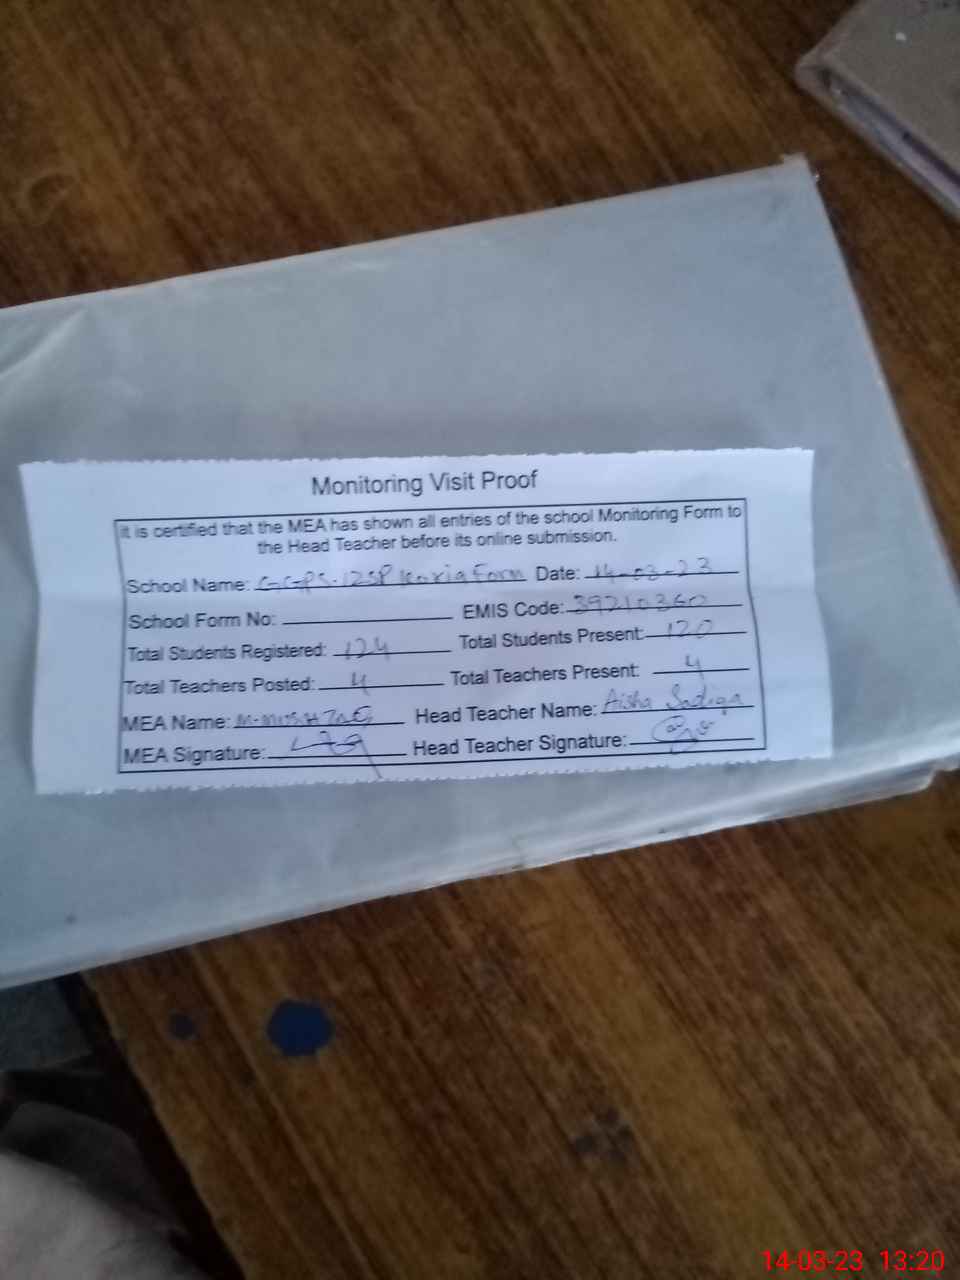 Monitoring Visit Proof
it is certified that the MEA has shown all entries of the school Monitoring Form to
the Head Teacher before its online submission.
School Name: GGPS-12SP Form Date: 14-03-23
School Form No: EMIS Code: 39210360
Total Students Registered: 124 Total Students Present: 120
Total Teachers Posted: 4 Total Teachers Present: 4
MEA Name: Head Teacher Name: Aisha Sadiqa
MEA Signature: Head Teacher Signature:
14-03-23 13:20